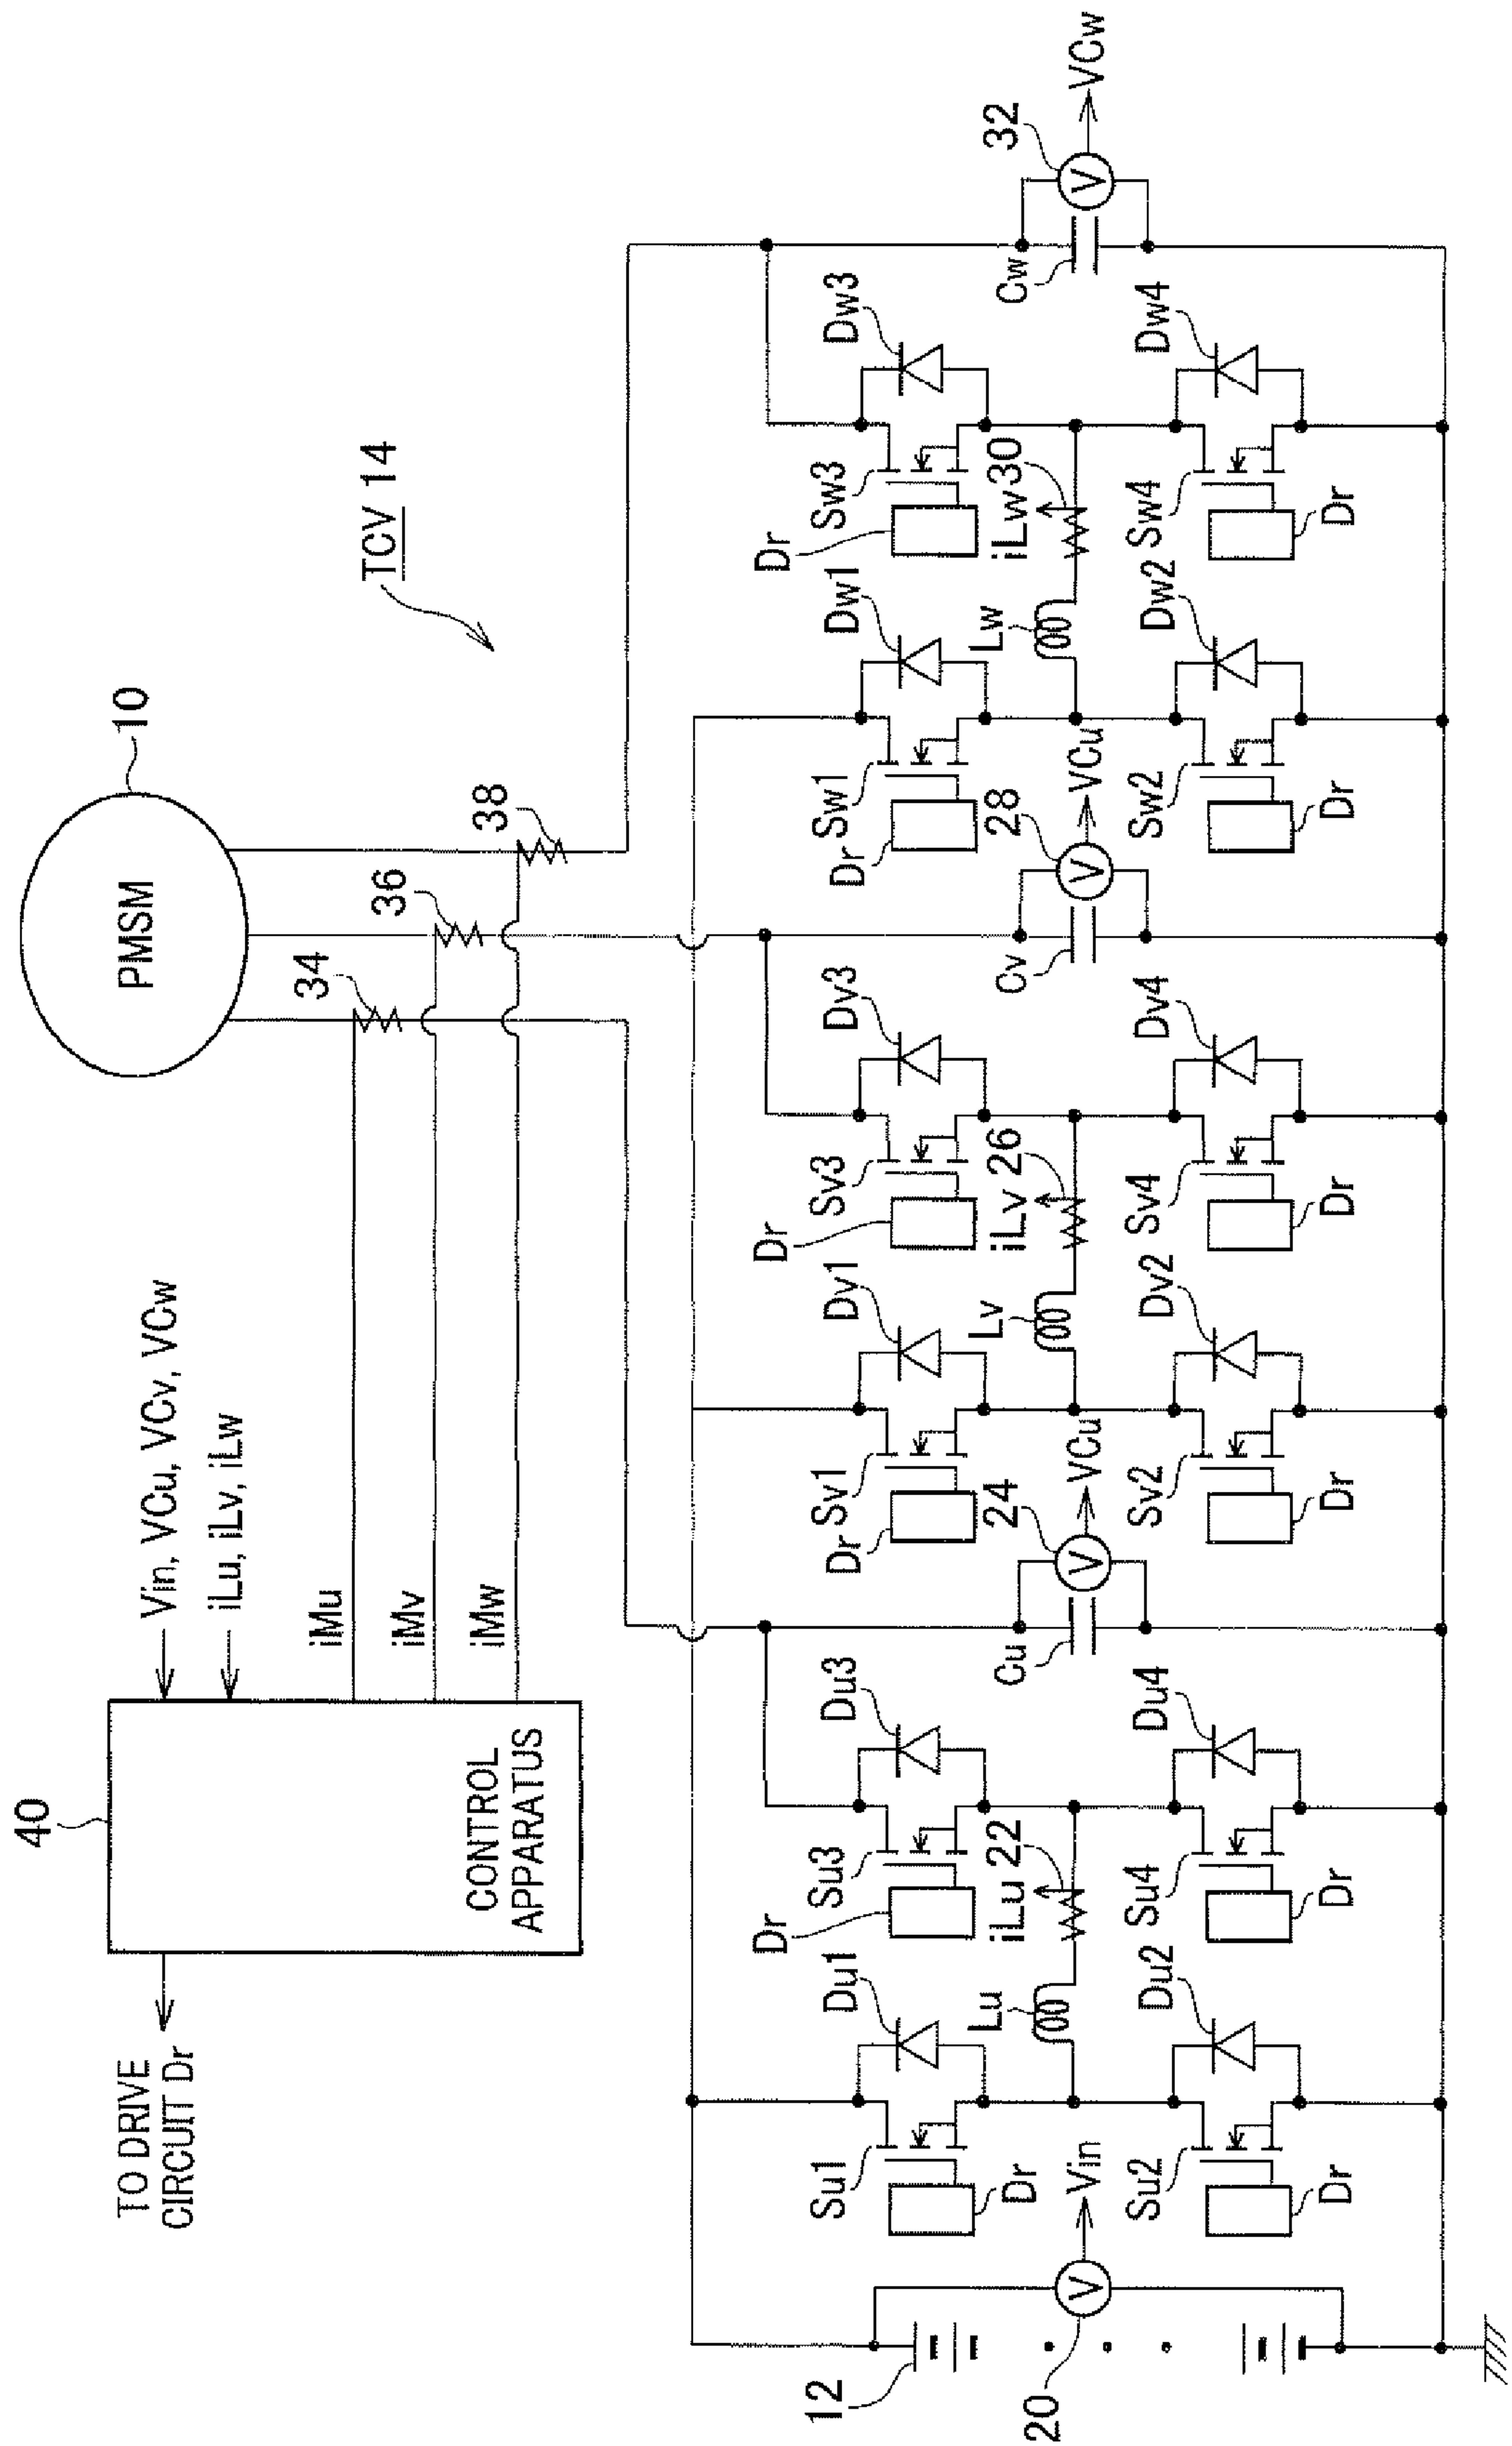 TO DRIVE
CIRCUIT Dr
40
CONTROL
APPARATUS
Vin, VCu, VCv, VCw
iLu, iLv, iLw
iMu
iMv
iMw
34
36
38
PMSM
10
TCV 14
12
20
Vin
V
Su1
Dr
Du1
Su2
Dr
Du2
Lu
iLu
22
Dr
Su3
Du3
Su4
Dr
Du4
Cu
V
24
VCu
Dr
Sv1
Dv1
Sv2
Dr
Dv2
Lv
iLv
26
Dr
Sv3
Dv3
Sv4
Dr
Dv4
Cv
V
28
VCu
Dr
Sw1
Dw1
Sw2
Dr
Dw2
Lw
iLw
30
Dr
Sw3
Dw3
Sw4
Dr
Dw4
Cw
V
32
VCw